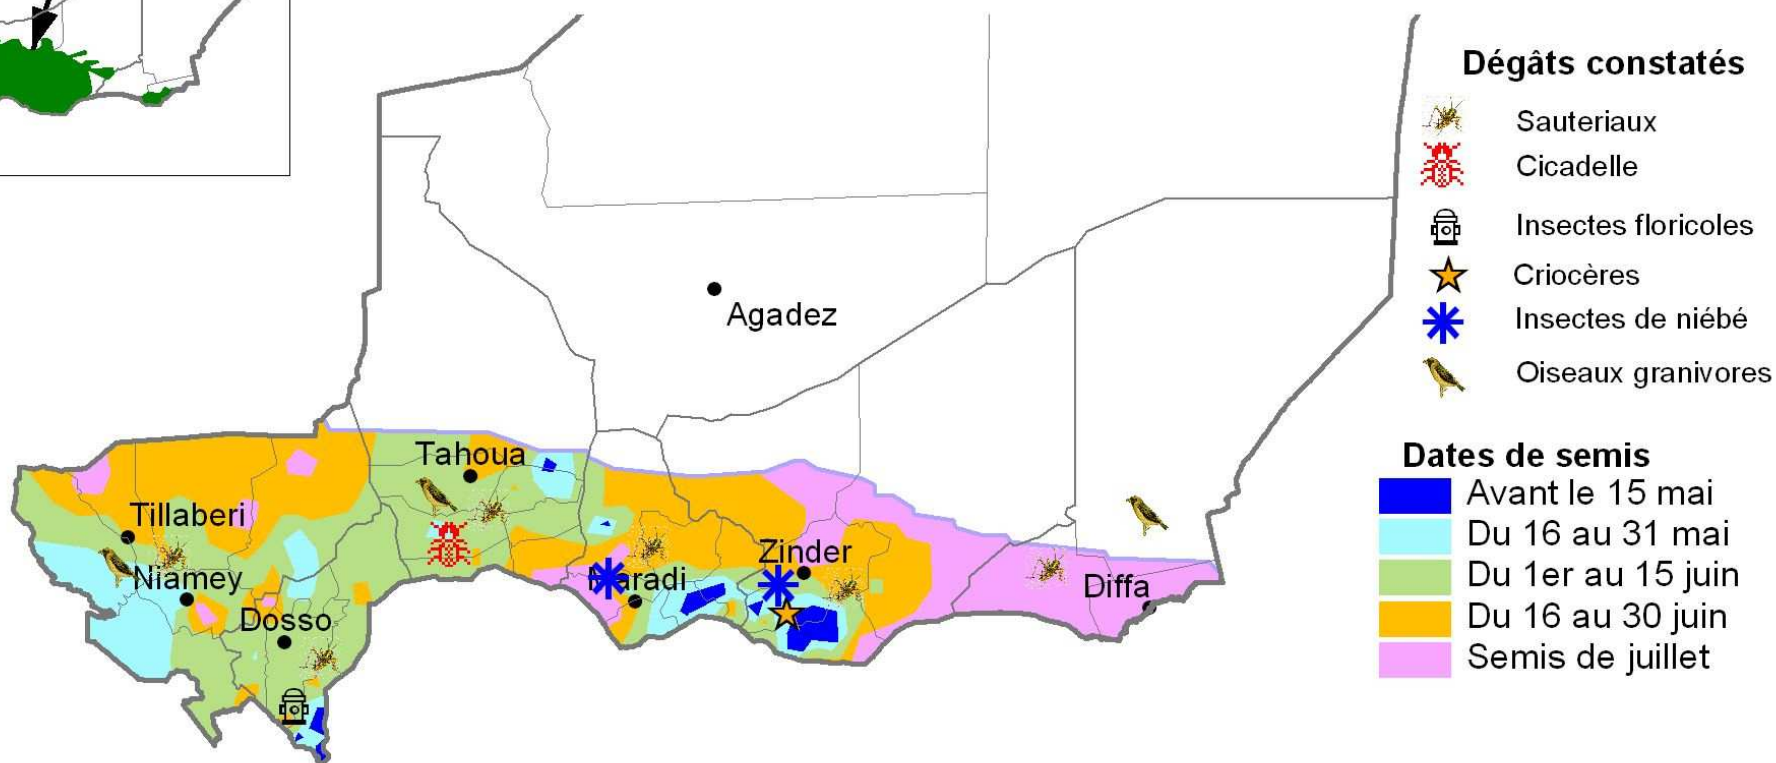 Dégâts constatés
Sauteriaux
Cicadelle
Insectes floricoles
Criocères
Insectes de niébé
Oiseaux granivores
Agadez
Tahoua
Tillaberi
Niamey
Dosso
Maradi
Zinder
Diffa
Dates de semis
Avant le 15 mai
Du 16 au 31 mai
Du 1er au 15 juin
Du 16 au 30 juin
Semis de juillet